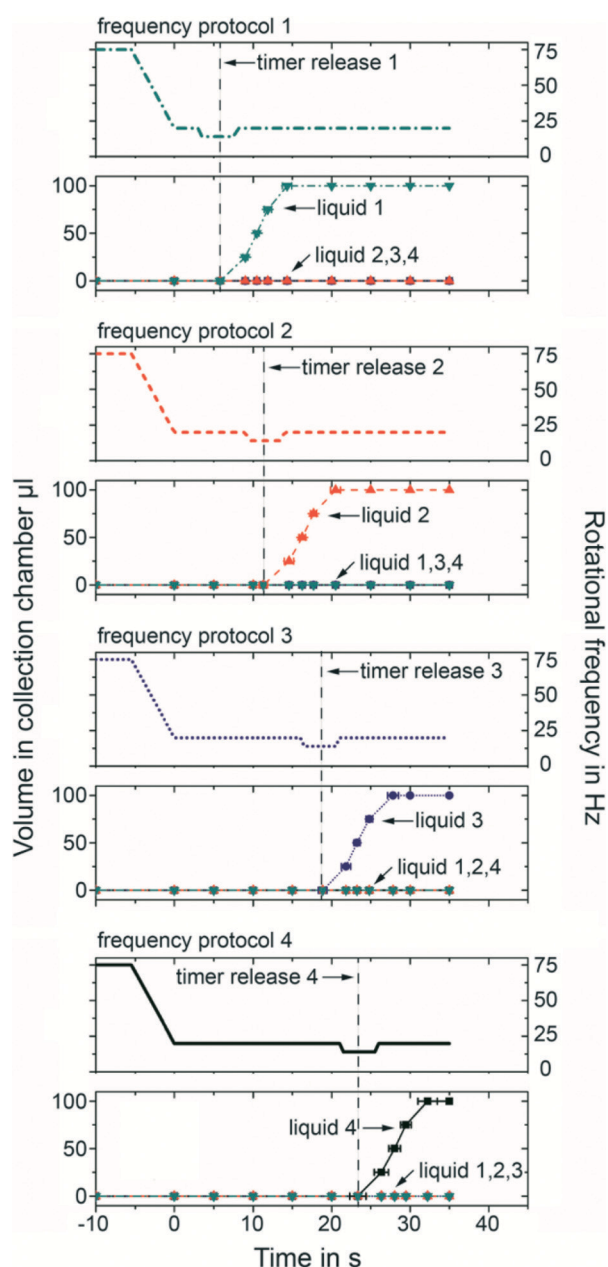 frequency protocol 1
75
timer release 1
50
25
0
100
liquid 1
50
liquid 2,3,4
0
frequency protocol 2
75
timer release 2
50
25
0
100
liquid 2
50
liquid 1,3,4
0
frequency protocol 3
75
timer release 3
50
25
0
100
liquid 3
50
liquid 1,2,4
0
frequency protocol 4
75
timer release 4
50
25
0
100
liquid 4
50
liquid 1,2,3
0
-10 0 10 20 30 40
Time in s
Volume in collection chamber µl
Rotational frequency in Hz